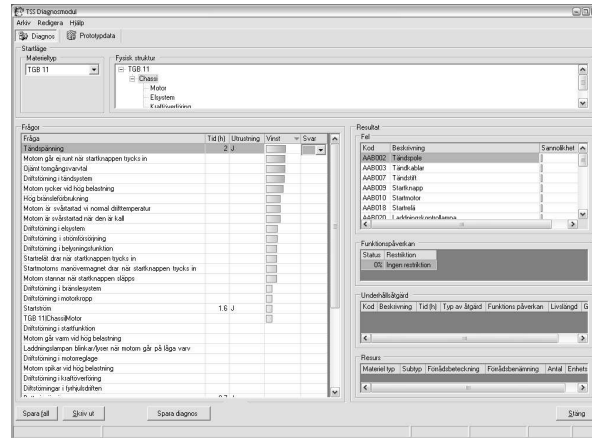 TSS Diagnosmodul
Arkiv Redigera Hjälp
Diagnos Prototypdata
Startläge
Materieltyp
TGB 11
Fysisk struktur
TGB 11
Chassi
Motor
Elsystem
Kraftöverföring
Frågor
Fråga Tid (h) Utrustning Vinst Svar
Tändspänning 2 J
Motorn går ej runt när startknappen trycks in
Ojämt tomgångsvarvtal
Driftstörning i tändsystem
Motorn rycker vid hög belastning
Hög bränsleförbrukning
Motorn är svårstartad vi normal drifttemperatur
Motorn är svårstartad när den är kall
Driftstörning i elsystem
Driftstörning i strömförsörjning
Driftstörning i belysningsfunktion
Startrelät drar när startknappen trycks in
Startmotorns manövermagnet drar när startknappen trycks in
Motorn stannar när startknappen släpps
Driftstörning i bränslesystem
Driftstörning i motorkropp
Startström 1.6 J
TGB 11\Chassi\Motor
Driftstörning i startfunktion
Motorn går varm vid hög belastning
Laddningslampan blinkar/lyser när motorn går på låga varv
Driftstörning i motorreglage
Motorn spikar vid hög belastning
Driftstörning i kraftöverföring
Driftstörningar i fyrhjulsdriften
Resultat
Fel
Kod Beskrivning Sannolikhet
AAB002 Tändspole
AAB003 Tändkablar
AAB007 Tändstift
AAB009 Startknapp
AAB010 Startmotor
AAB018 Startrelä
AAB020 Laddningskontrollampa
Funktionspåverkan
Status Restriktion
0% Ingen restriktion
Underhållsåtgärd
Kod Beskrivning Tid (h) Typ av åtgärd Funktions påverkan Livslängd G
Resurs
Materiel typ Subtyp Förrådsbeteckning Förrådsbenämning Antal Enhets
Spara fall Skriv ut Spara diagnos Stäng